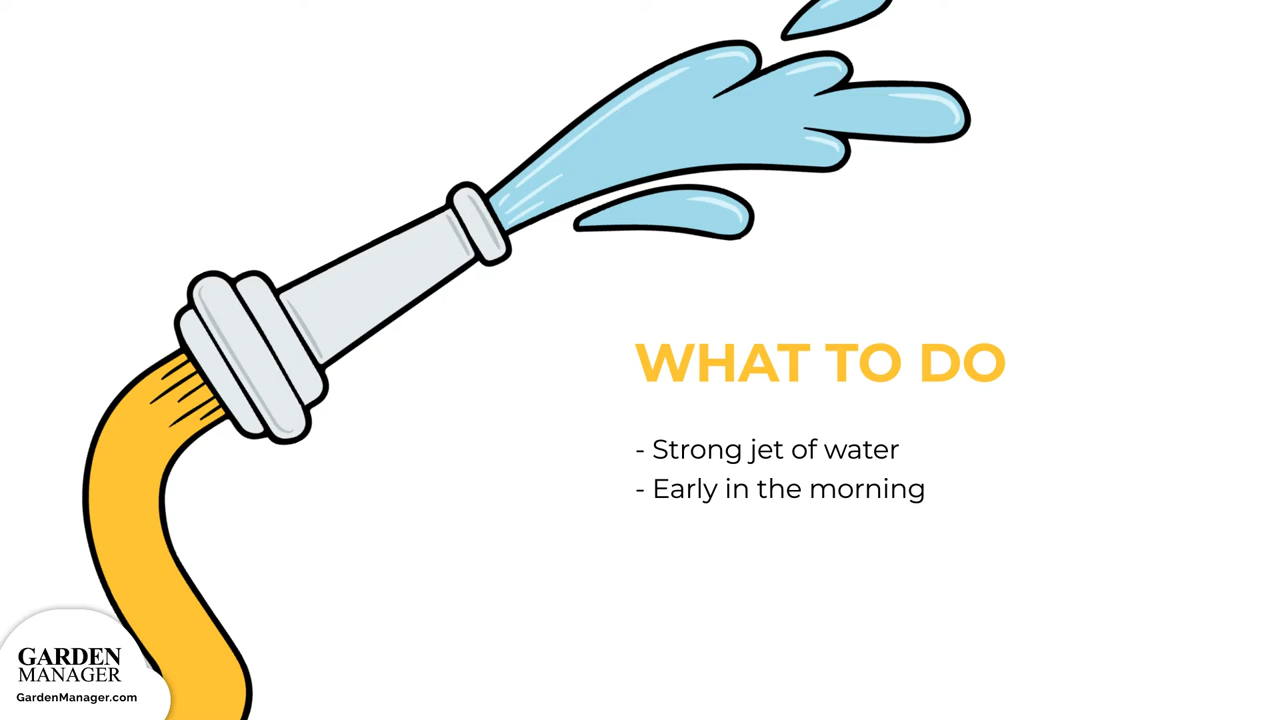 WHAT TO DO
- Strong jet of water
- Early in the morning
GARDEN
MANAGER
GardenManager.com